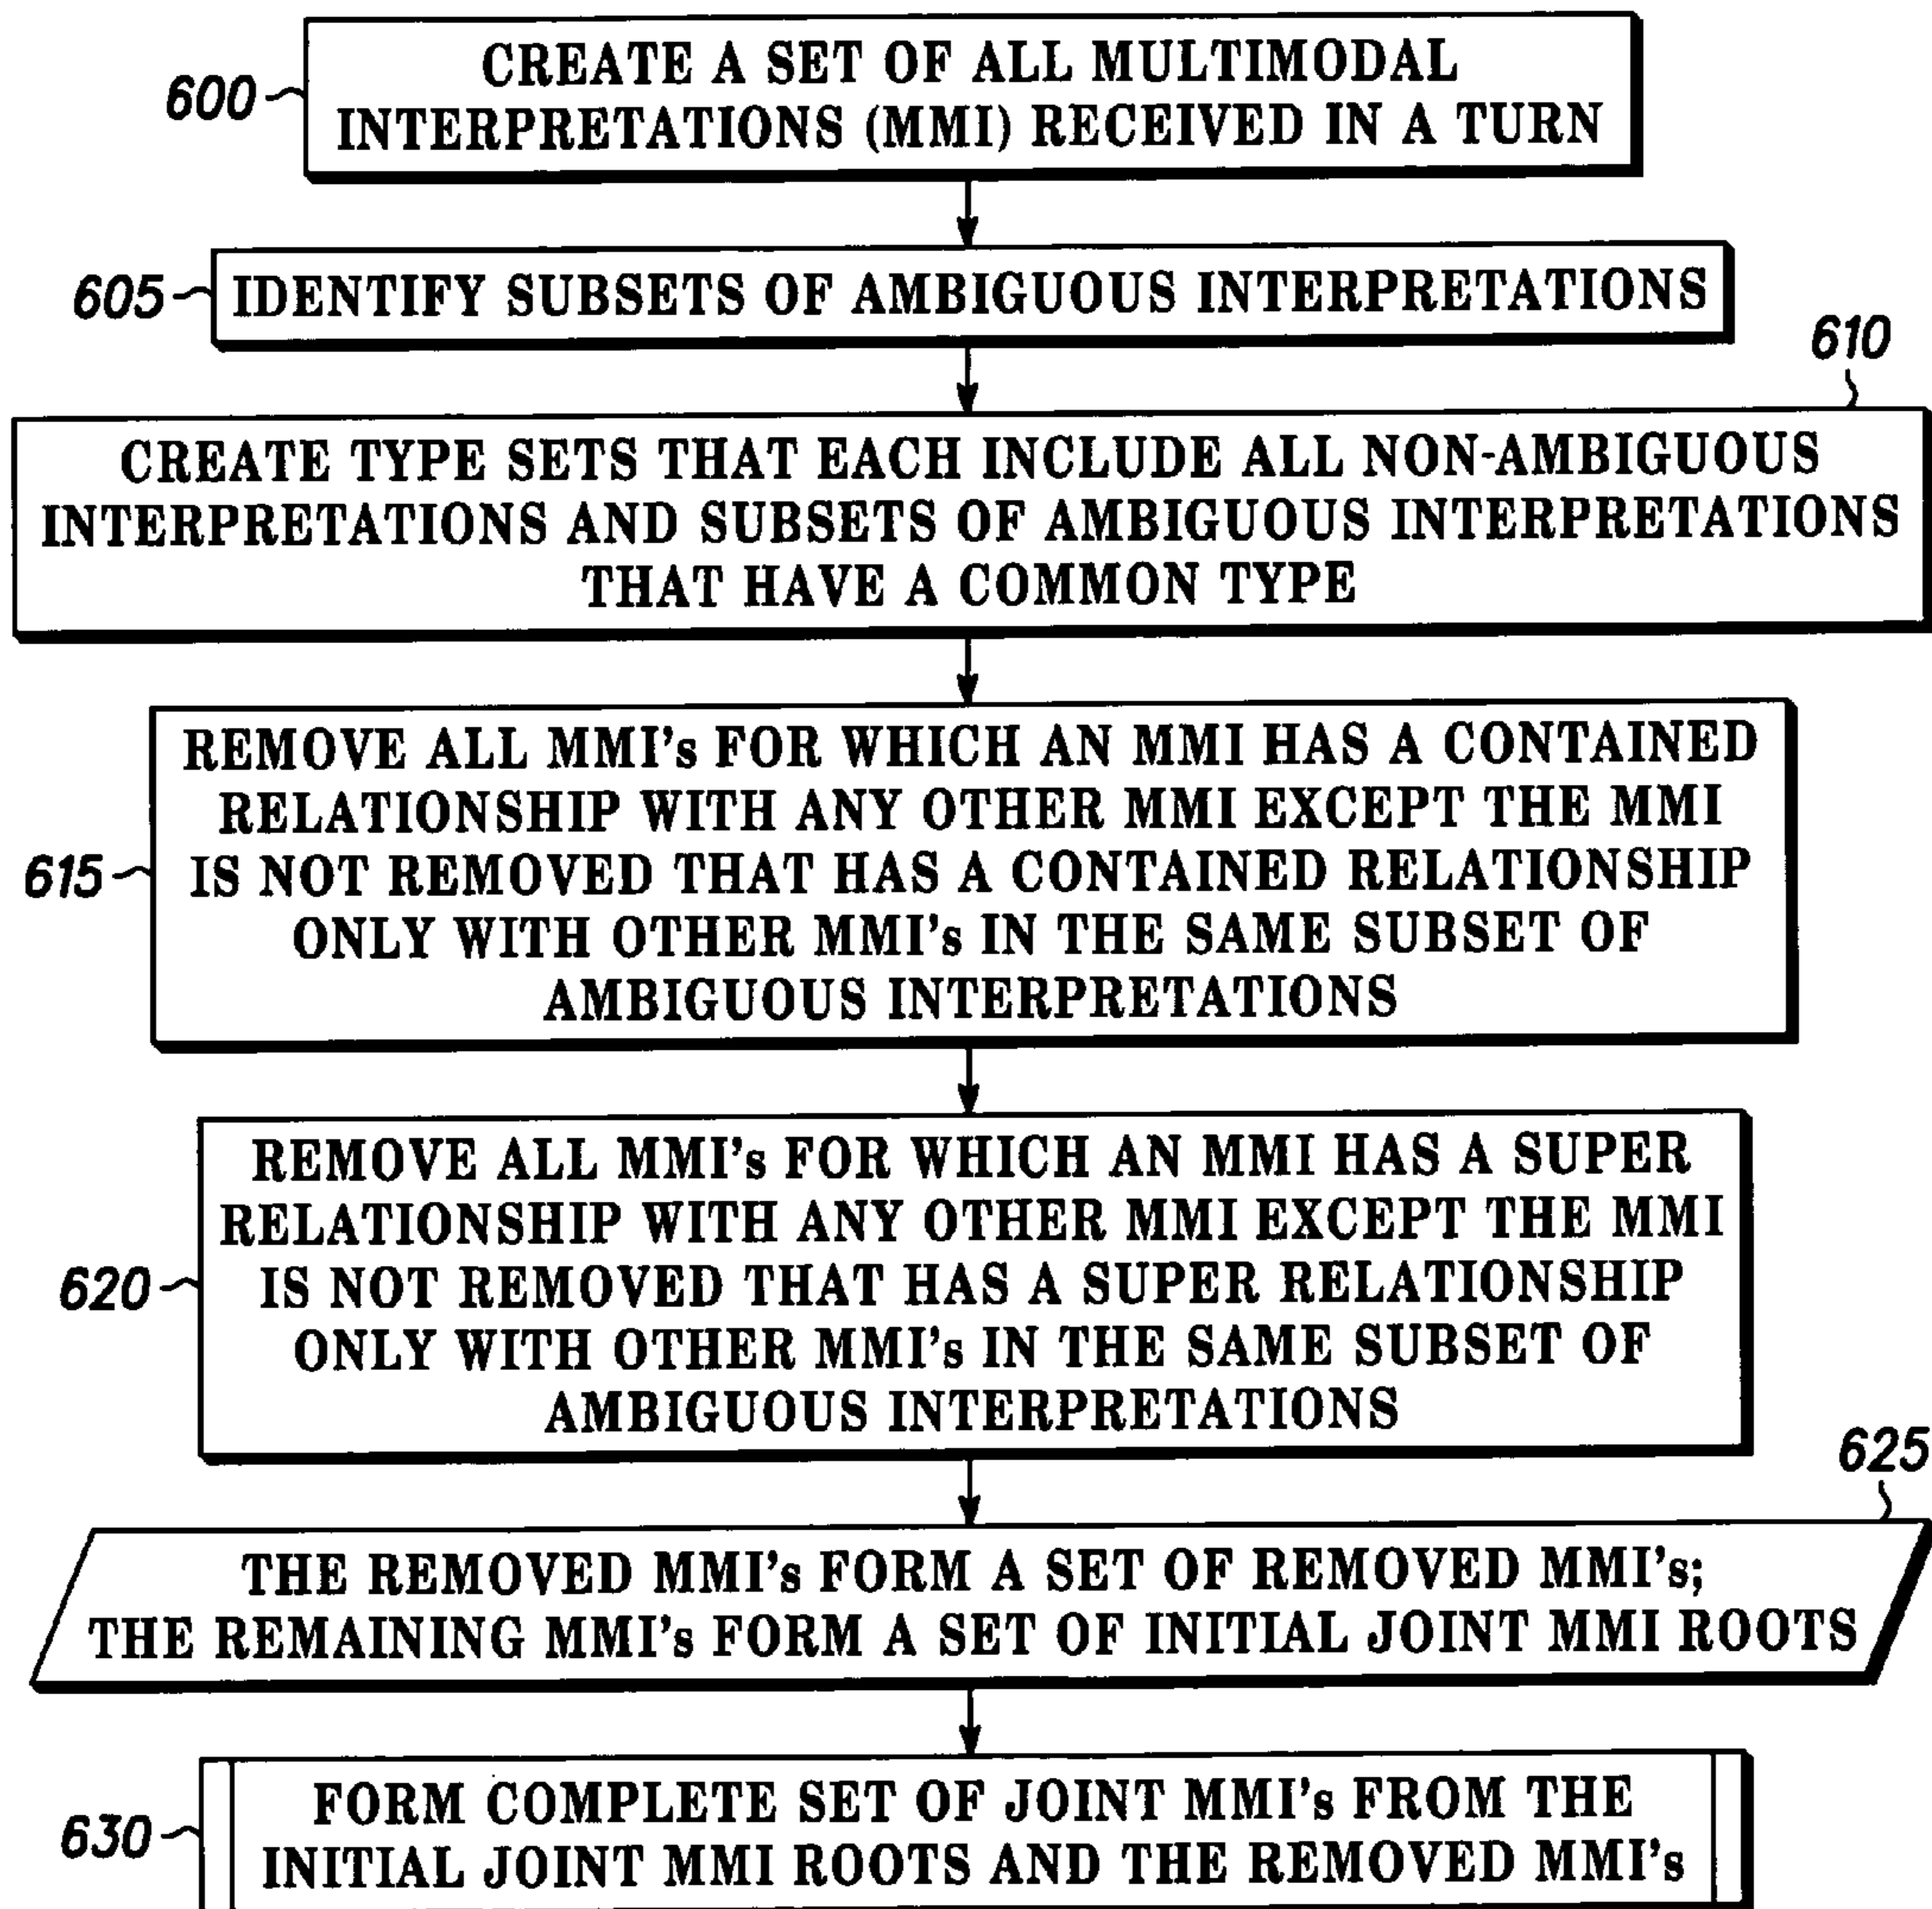 600
CREATE A SET OF ALL MULTIMODAL
INTERPRETATIONS (MMI) RECEIVED IN A TURN
605
IDENTIFY SUBSETS OF AMBIGUOUS INTERPRETATIONS
610
CREATE TYPE SETS THAT EACH INCLUDE ALL NON-AMBIGUOUS
INTERPRETATIONS AND SUBSETS OF AMBIGUOUS INTERPRETATIONS
THAT HAVE A COMMON TYPE
615
REMOVE ALL MMI's FOR WHICH AN MMI HAS A CONTAINED
RELATIONSHIP WITH ANY OTHER MMI EXCEPT THE MMI
IS NOT REMOVED THAT HAS A CONTAINED RELATIONSHIP
ONLY WITH OTHER MMI's IN THE SAME SUBSET OF
AMBIGUOUS INTERPRETATIONS
620
REMOVE ALL MMI's FOR WHICH AN MMI HAS A SUPER
RELATIONSHIP WITH ANY OTHER MMI EXCEPT THE MMI
IS NOT REMOVED THAT HAS A SUPER RELATIONSHIP
ONLY WITH OTHER MMI's IN THE SAME SUBSET OF
AMBIGUOUS INTERPRETATIONS
625
THE REMOVED MMI's FORM A SET OF REMOVED MMI's;
THE REMAINING MMI's FORM A SET OF INITIAL JOINT MMI ROOTS
630
FORM COMPLETE SET OF JOINT MMI's FROM THE
INITIAL JOINT MMI ROOTS AND THE REMOVED MMI's